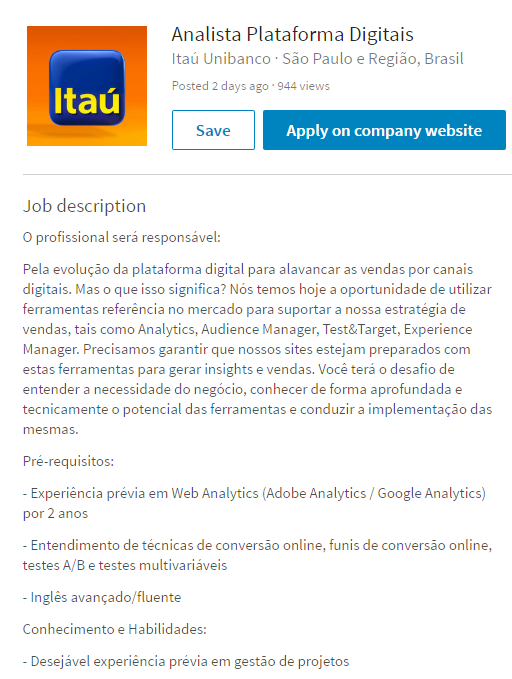 Itaú
Analista Plataforma Digitais
Itaú Unibanco · São Paulo e Região, Brasil
Posted 2 days ago · 944 views
Save
Apply on company website
Job description
O profissional será responsável:
Pela evolução da plataforma digital para alavancar as vendas por canais
digitais. Mas o que isso significa? Nós temos hoje a oportunidade de utilizar
ferramentas referência no mercado para suportar a nossa estratégia de
vendas, tais como Analytics, Audience Manager, Test&Target, Experience
Manager. Precisamos garantir que nossos sites estejam preparados com
estas ferramentas para gerar insights e vendas. Você terá o desafio de
entender a necessidade do negócio, conhecer de forma aprofundada e
tecnicamente o potencial das ferramentas e conduzir a implementação das
mesmas.
Pré-requisitos:
- Experiência prévia em Web Analytics (Adobe Analytics / Google Analytics)
por 2 anos
- Entendimento de técnicas de conversão online, funis de conversão online,
testes A/B e testes multivariáveis
- Inglês avançado/fluente
Conhecimento e Habilidades:
- Desejável experiência prévia em gestão de projetos